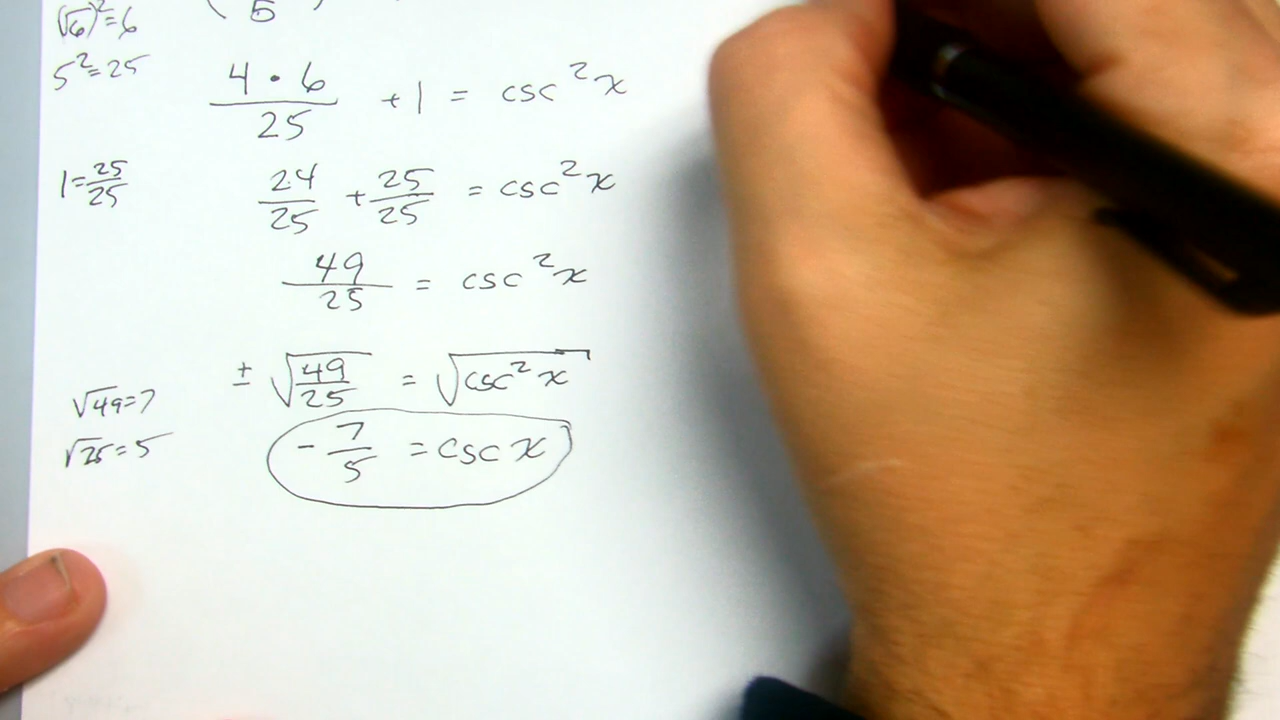 (√6)²=6 ( 5 )
5²=25
4 · 6 / 25 + 1 = csc²x
1=25/25 24/25 + 25/25 = csc²x
49/25 = csc²x
± √(49/25) = √(csc²x)
√49=7
√25=5 - 7/5 = csc x